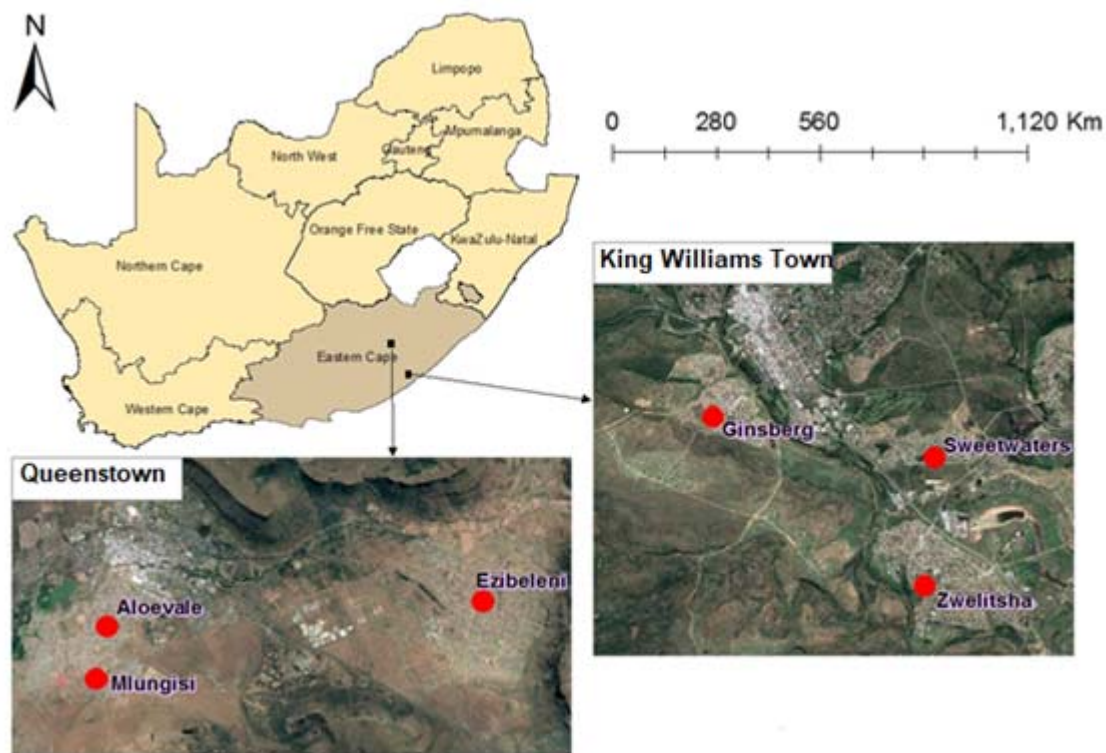 N
Limpopo
Mpumalanga
North West
Gauteng
Orange Free State
KwaZulu-Natal
Northern Cape
Eastern Cape
Western Cape
0 280 560 1,120 Km
King Williams Town
Ginsberg
Sweetwaters
Zwelitsha
Queenstown
Ezibeleni
Aloevale
Mlungisi